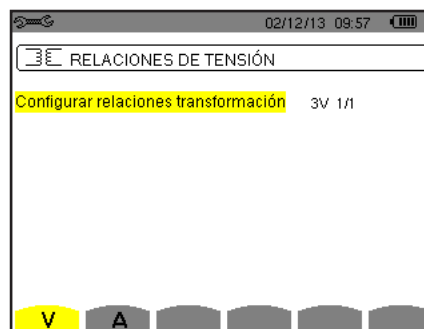 02/12/13 09:57
RELACIONES DE TENSIÓN
Configurar relaciones transformación 3V 1/1
V A